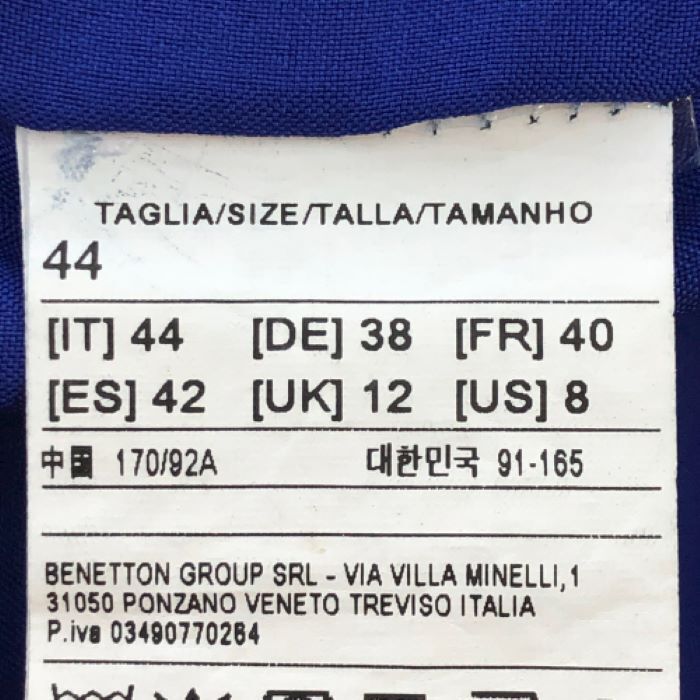 TAGLIA/SIZE/TALLA/TAMANHO
44
[IT] 44 [DE] 38 [FR] 40
[ES] 42 [UK] 12 [US] 8
中國 170/92A 대한민국 91-165
BENETTON GROUP SRL - VIA VILLA MINELLI,1
31050 PONZANO VENETO TREVISO ITALIA
P.iva 03490770264